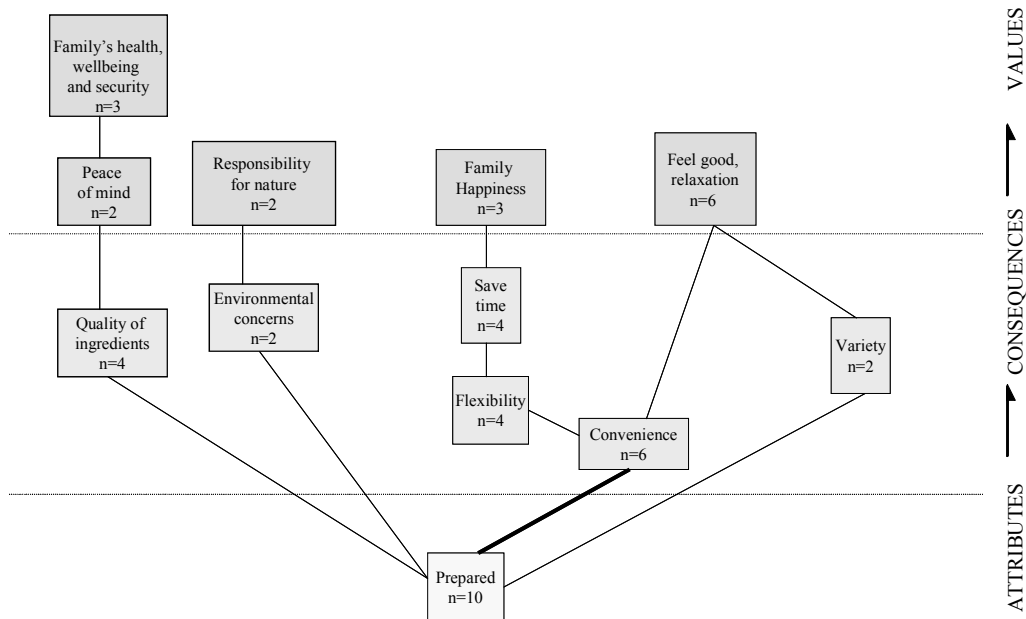 Family's health,
wellbeing
and security
n=3
Peace
of mind
n=2
Responsibility
for nature
n=2
Family
Happiness
n=3
Feel good,
relaxation
n=6
Quality of
ingredients
n=4
Environmental
concerns
n=2
Save
time
n=4
Flexibility
n=4
Convenience
n=6
Variety
n=2
Prepared
n=10
VALUES
CONSEQUENCES
ATTRIBUTES